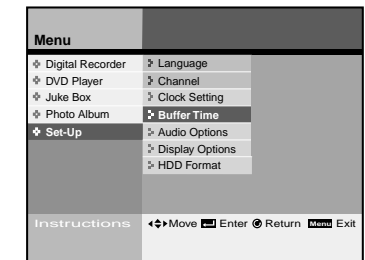 Menu
Digital Recorder
DVD Player
Juke Box
Photo Album
Set-Up
Language
Channel
Clock Setting
Buffer Time
Audio Options
Display Options
HDD Format
Instructions Move Enter Return Menu Exit